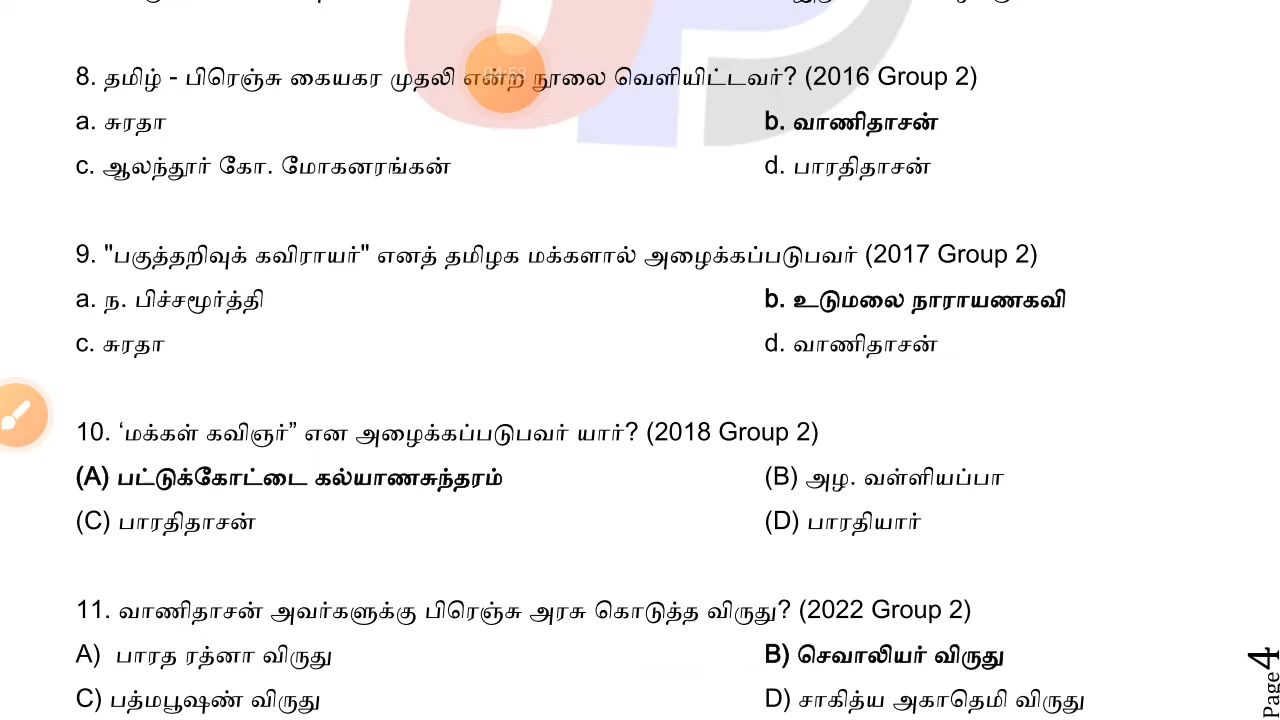 8. தமிழ் - பிரெஞ்சு கையகர முதலி என்ற நூலை வெளியிட்டவர்? (2016 Group 2)
a. சுரதா
b. வாணிதாசன்
c. ஆலந்தூர் கோ. மோகனரங்கன்
d. பாரதிதாசன்
9. "பகுத்தறிவுக் கவிராயர்" எனத் தமிழக மக்களால் அழைக்கப்படுபவர் (2017 Group 2)
a. ந. பிச்சமூர்த்தி
b. உடுமலை நாராயணகவி
c. சுரதா
d. வாணிதாசன்
10. ‘மக்கள் கவிஞர்” என அழைக்கப்படுபவர் யார்? (2018 Group 2)
(A) பட்டுக்கோட்டை கல்யாணசுந்தரம்
(B) அழ. வள்ளியப்பா
(C) பாரதிதாசன்
(D) பாரதியார்
11. வாணிதாசன் அவர்களுக்கு பிரெஞ்சு அரசு கொடுத்த விருது? (2022 Group 2)
A) பாரத ரத்னா விருது
B) செவாலியர் விருது
C) பத்மபூஷண் விருது
D) சாகித்ய அகாதெமி விருது
Page 4